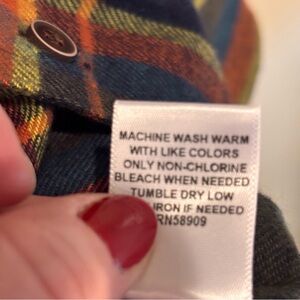 MACHINE WASH WARM
WITH LIKE COLORS
ONLY NON-CHLORINE
BLEACH WHEN NEEDED
TUMBLE DRY LOW
IRON IF NEEDED
RN58909